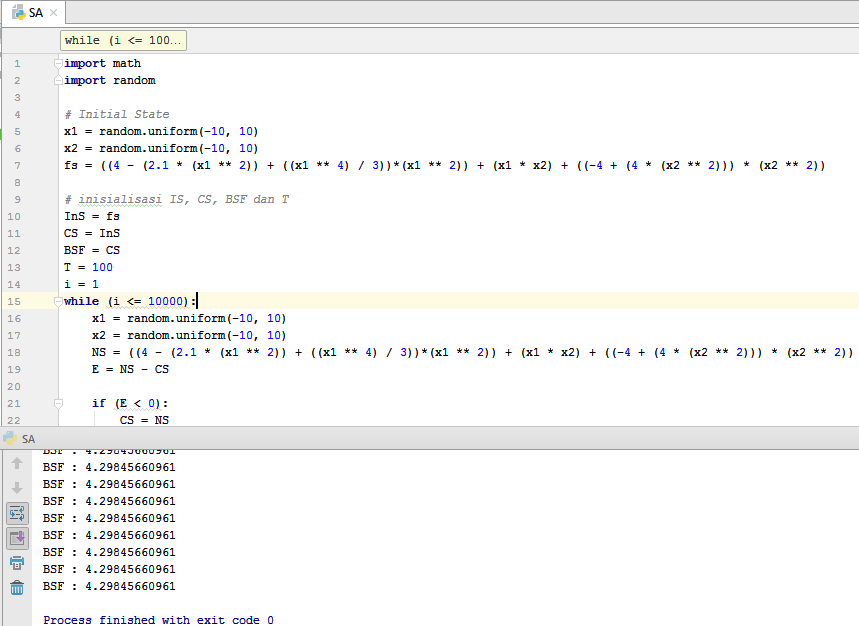 SA
while (i <= 100...
1 import math
2 import random
3
4 # Initial State
5 x1 = random.uniform(-10, 10)
6 x2 = random.uniform(-10, 10)
7 fs = ((4 - (2.1 * (x1 ** 2)) + ((x1 ** 4) / 3))*(x1 ** 2)) + (x1 * x2) + ((-4 + (4 * (x2 ** 2))) * (x2 ** 2))
8
9 # inisialisasi IS, CS, BSF dan T
10 InS = fs
11 CS = InS
12 BSF = CS
13 T = 100
14 i = 1
15 while (i <= 10000):
16 x1 = random.uniform(-10, 10)
17 x2 = random.uniform(-10, 10)
18 NS = ((4 - (2.1 * (x1 ** 2)) + ((x1 ** 4) / 3))*(x1 ** 2)) + (x1 * x2) + ((-4 + (4 * (x2 ** 2))) * (x2 ** 2))
19 E = NS - CS
20
21 if (E < 0):
22 CS = NS
SA
BSF : 4.29845660961
BSF : 4.29845660961
BSF : 4.29845660961
BSF : 4.29845660961
BSF : 4.29845660961
BSF : 4.29845660961
BSF : 4.29845660961
BSF : 4.29845660961
BSF : 4.29845660961
Process finished with exit code 0